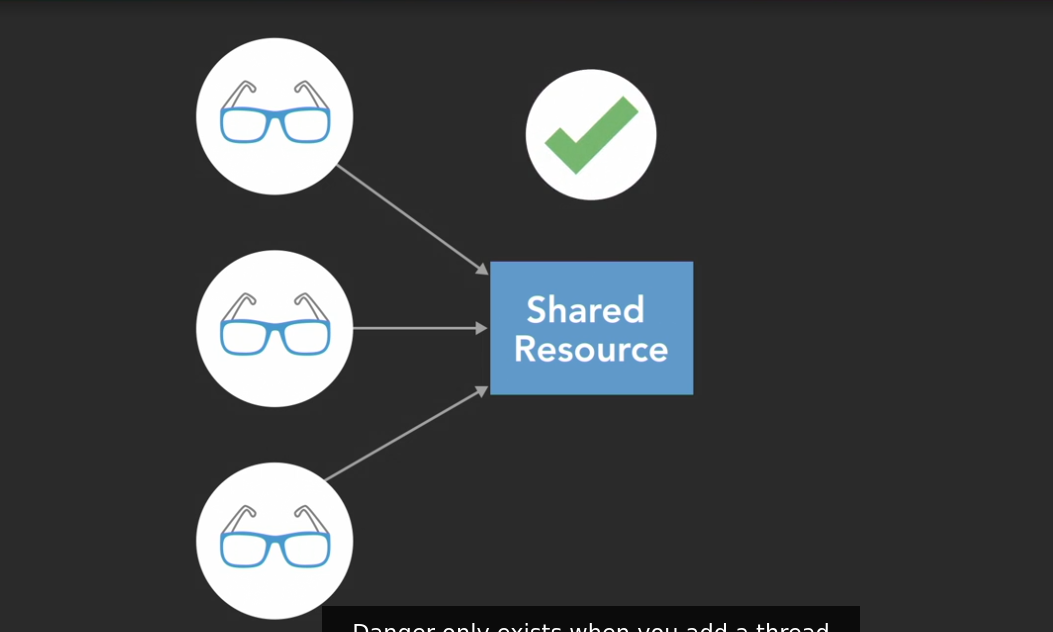 Shared
Resource
Danger only exists when you add a thread